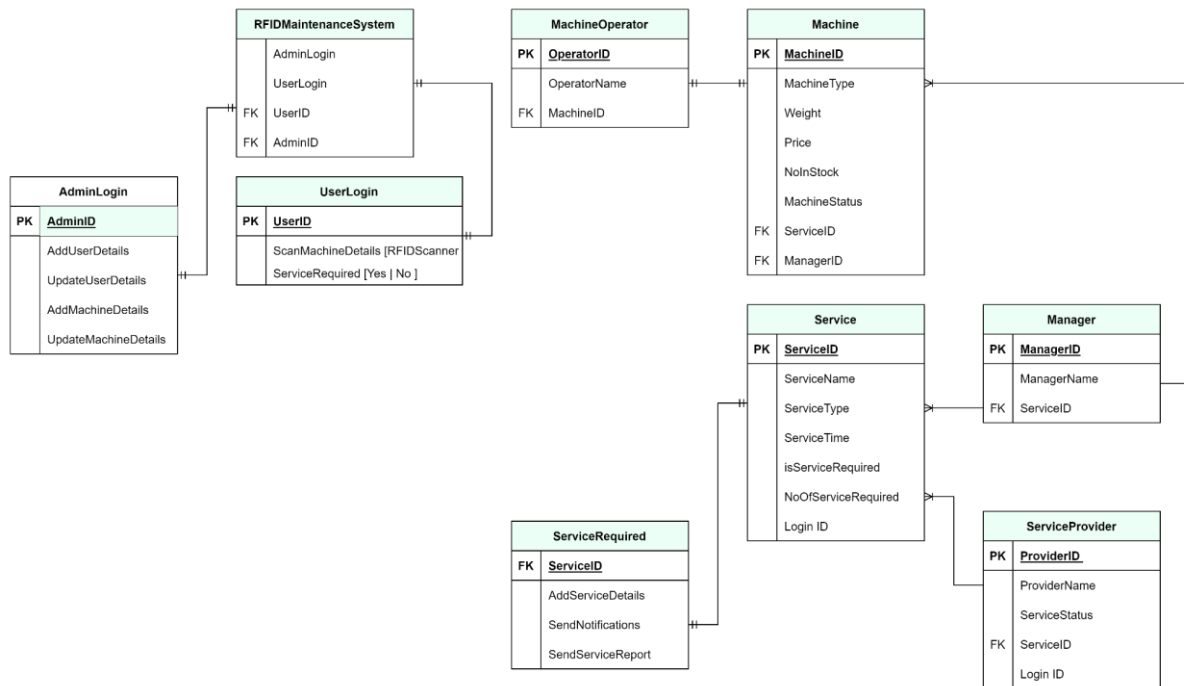 RFIDMaintenanceSystem
AdminLogin
UserLogin
FK UserID
FK AdminID
MachineOperator
PK OperatorID
OperatorName
FK MachineID
Machine
PK MachineID
MachineType
Weight
Price
NoInStock
MachineStatus
FK ServiceID
FK ManagerID
AdminLogin
PK AdminID
AddUserDetails
UpdateUserDetails
AddMachineDetails
UpdateMachineDetails
UserLogin
PK UserID
ScanMachineDetails [RFIDScanner
ServiceRequired [Yes | No ]
Service
PK ServiceID
ServiceName
ServiceType
ServiceTime
isServiceRequired
NoOfServiceRequired
Login ID
Manager
PK ManagerID
ManagerName
FK ServiceID
ServiceRequired
FK ServiceID
AddServiceDetails
SendNotifications
SendServiceReport
ServiceProvider
PK ProviderID
ProviderName
ServiceStatus
FK ServiceID
Login ID